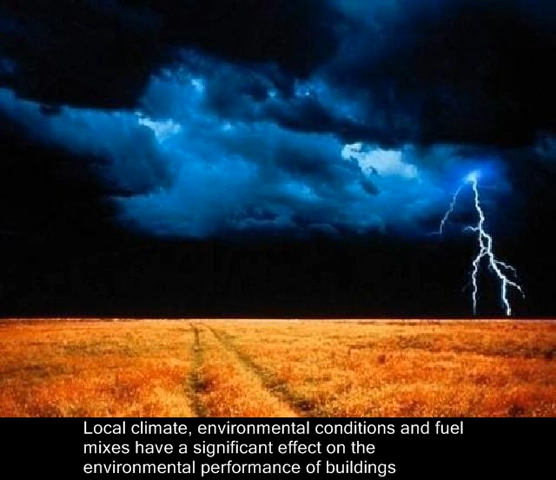 Local climate, environmental conditions and fuel
mixes have a significant effect on the
environmental performance of buildings